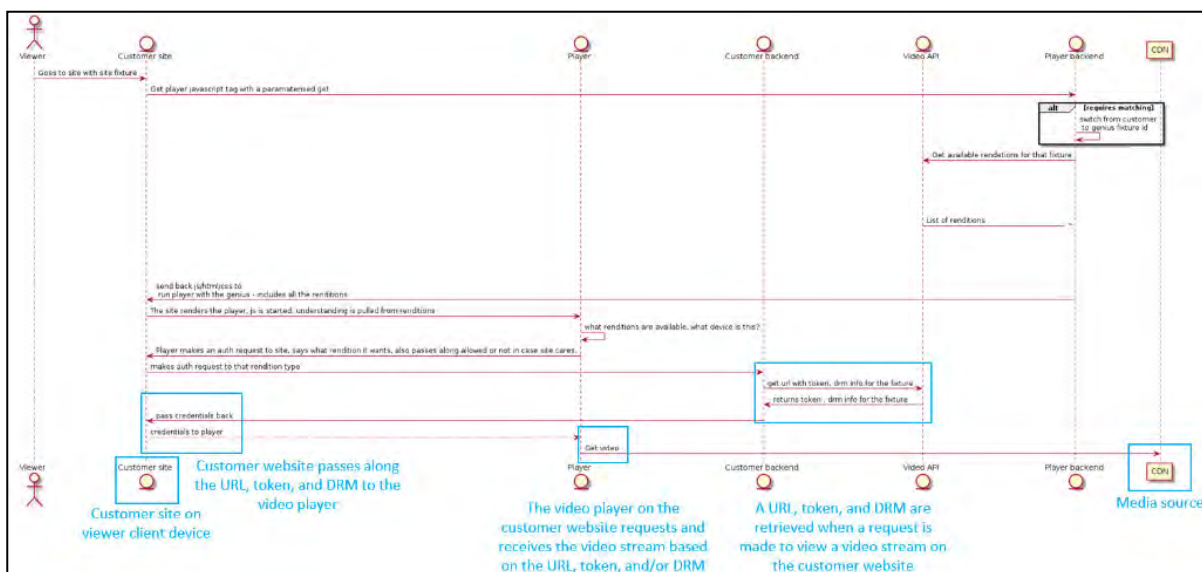 Viewer
Customer site
Player
Customer backend
Video API
Player backend
CDN
Goes to site with site fixture
Get player javascript tag with a paramaterised get
alt
[requires matching]
switch from customer
to genius fixture id
Get available renditions for that fixture
List of renditions
send back js/html/css to
run player with the genius - includes all the renditions
The site renders the player, js is started, understanding is pulled from renditions
what renditions are available, what device is this?
Player makes an auth request to site, says what rendition it wants, also passes along allowed or not in case site cares.
makes auth request to that rendition type
get url with token, drm info for the fixture
returns token, drm info for the fixture
pass credentials back
credentials to player
Get video
Viewer
Customer site
Player
Customer backend
Video API
Player backend
CDN
Customer website passes along
the URL, token, and DRM to the
video player
Customer site on
viewer client device
The video player on the
customer website requests and
receives the video stream based
on the URL, token, and/or DRM
A URL, token, and DRM are
retrieved when a request is
made to view a video stream on
the customer website
Media source